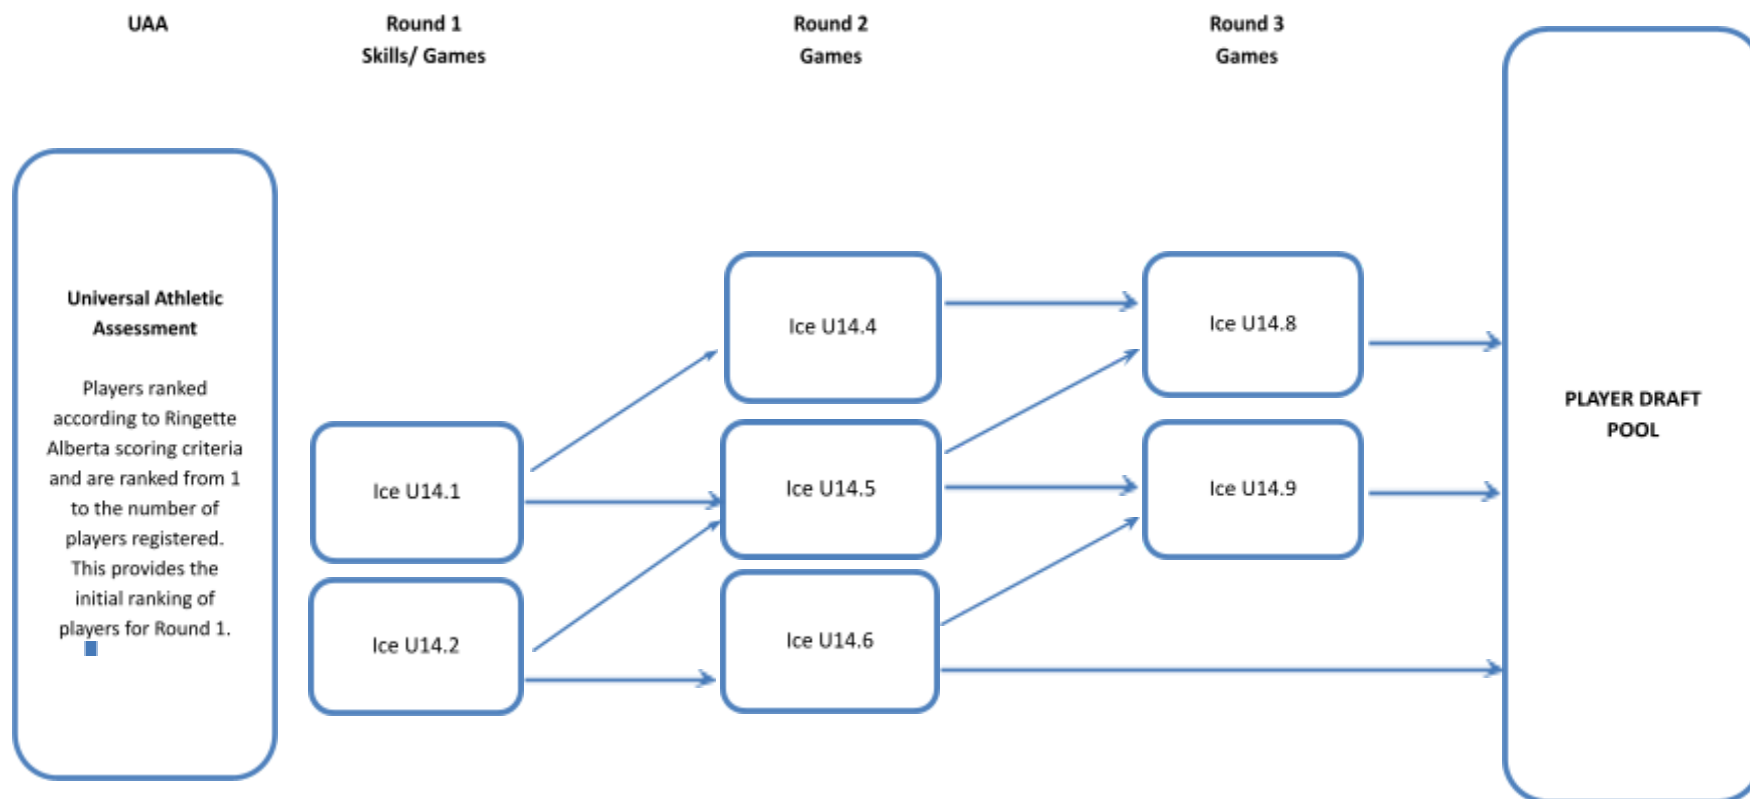 UAA
Round 1
Skills/ Games
Round 2
Games
Round 3
Games
Universal Athletic
Assessment
Players ranked
according to Ringette
Alberta scoring criteria
and are ranked from 1
to the number of
players registered.
This provides the
initial ranking of
players for Round 1.
Ice U14.1
Ice U14.2
Ice U14.4
Ice U14.5
Ice U14.6
Ice U14.8
Ice U14.9
PLAYER DRAFT
POOL